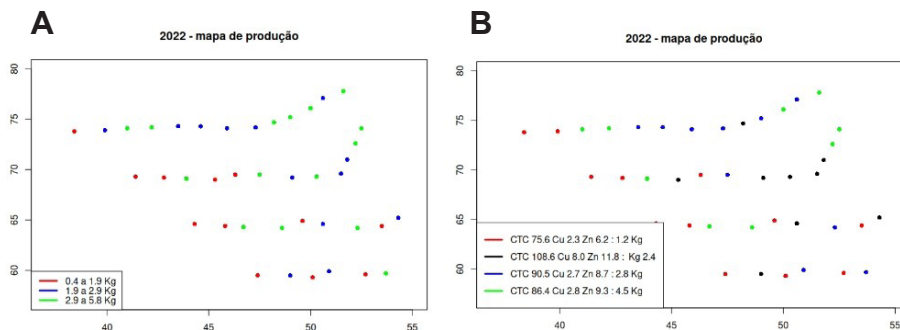 A
2022 - mapa de produção
80
75
70
65
60
40
45
50
55
0.4 a 1.9 Kg
1.9 a 2.9 Kg
2.9 a 5.8 Kg
B
2022 - mapa de produção
80
75
70
65
60
40
45
50
55
CTC 75.6 Cu 2.3 Zn 6.2 : 1.2 Kg
CTC 108.6 Cu 8.0 Zn 11.8 : Kg 2.4
CTC 90.5 Cu 2.7 Zn 8.7 : 2.8 Kg
CTC 86.4 Cu 2.8 Zn 9.3 : 4.5 Kg